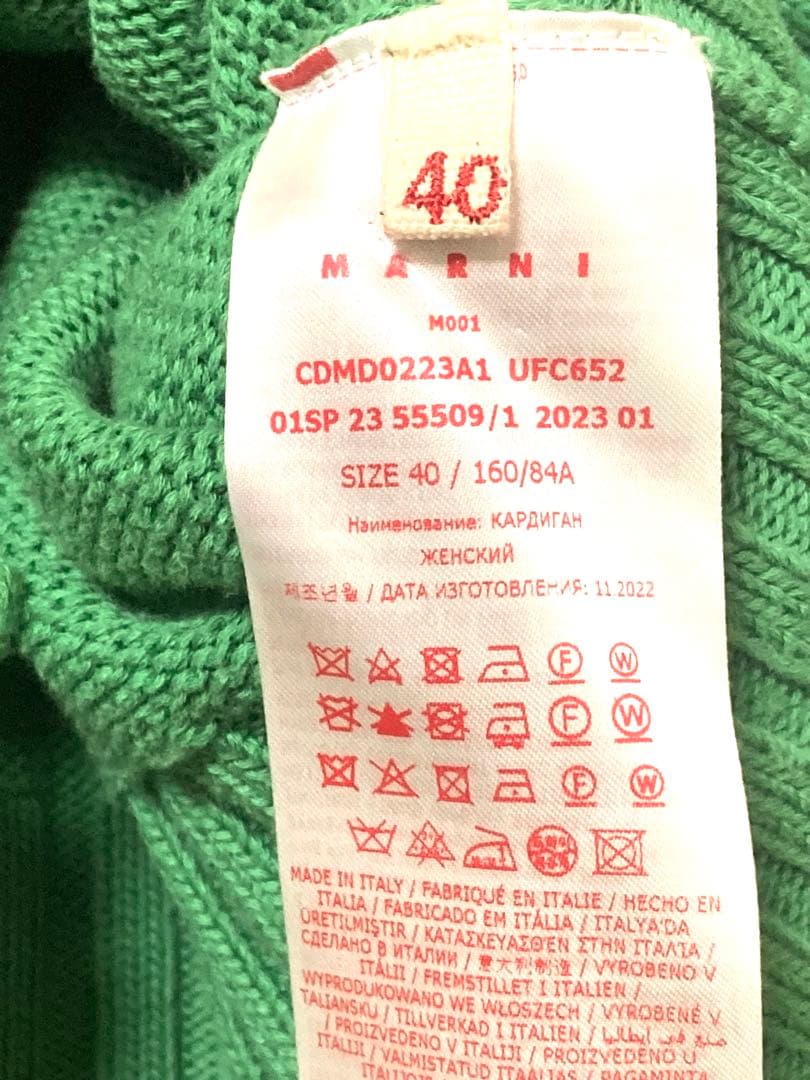 40
MARNI
M001
CDMD0223A1 UFC652
01SP 23 55509/1 2023 01
SIZE 40 / 160/84A
Наименование: КАРДИГАН
ЖЕНСКИЙ
제조년월 / ДАТА ИЗГОТОВЛЕНИЯ: 11.2022
F W
F W
F W
MADE IN ITALY / FABRIQUÉ EN ITALIE / HECHO EN
ITALIA / FABRICADO EM ITÁLIA / ITALYA'DA
ÜRETILMIŞTIR / ΚΑΤΑΣΚΕΥΑΣΘΕΝ ΣΤΗΝ ΙΤΑΛΙΑ /
СДЕЛАНО В ИТАЛИИ / 意大利制造 / VYROBENO V
ITÁLII / FREMSTILLET I ITALIEN /
WYPRODUKOWANO WE WŁOSZECH / VYROBENÉ V
TALIANSKU / TILLVERKAD I ITALIEN / صنع في إيطاليا
/ PROIZVEDENO V ITALIJI / PROIZVEDENO U
ITALIJI / VALMISTATUD ITAALIAS / PAGAMINTA